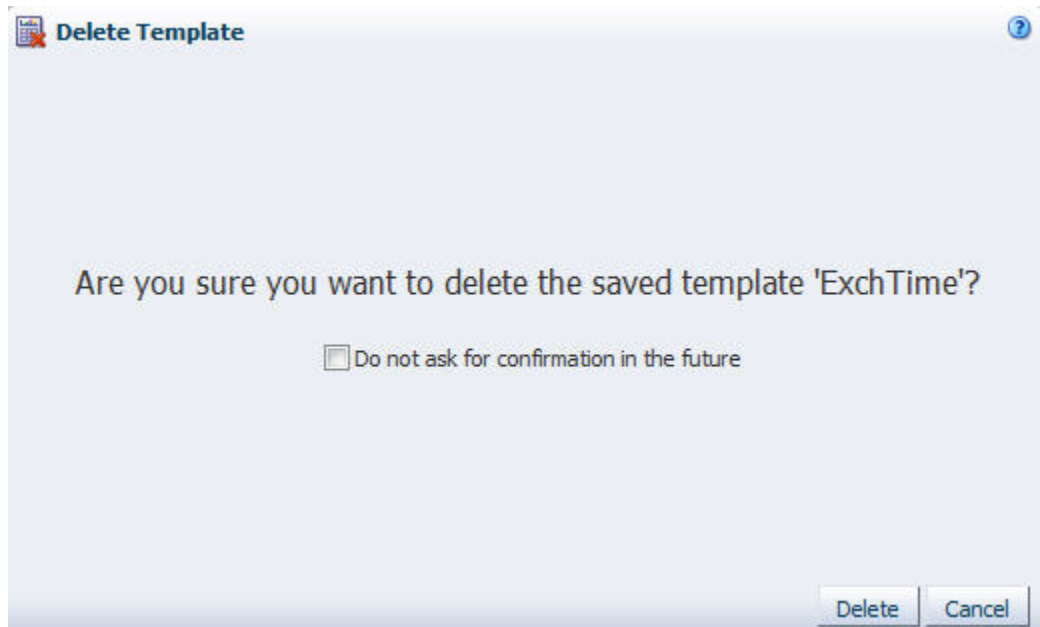 Delete Template
?
Are you sure you want to delete the saved template 'ExchTime'?
Do not ask for confirmation in the future
Delete
Cancel